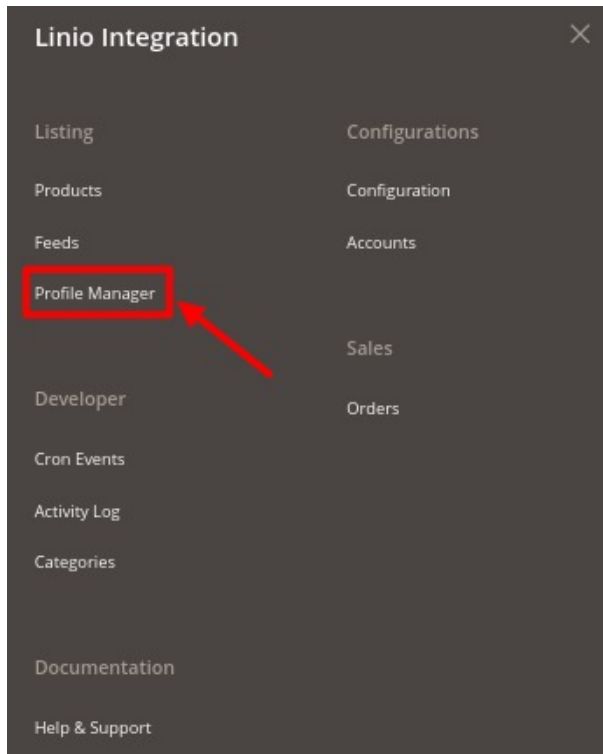 Linio Integration
Listing
Products
Feeds
Profile Manager
Developer
Cron Events
Activity Log
Categories
Documentation
Help & Support
Configurations
Configuration
Accounts
Sales
Orders